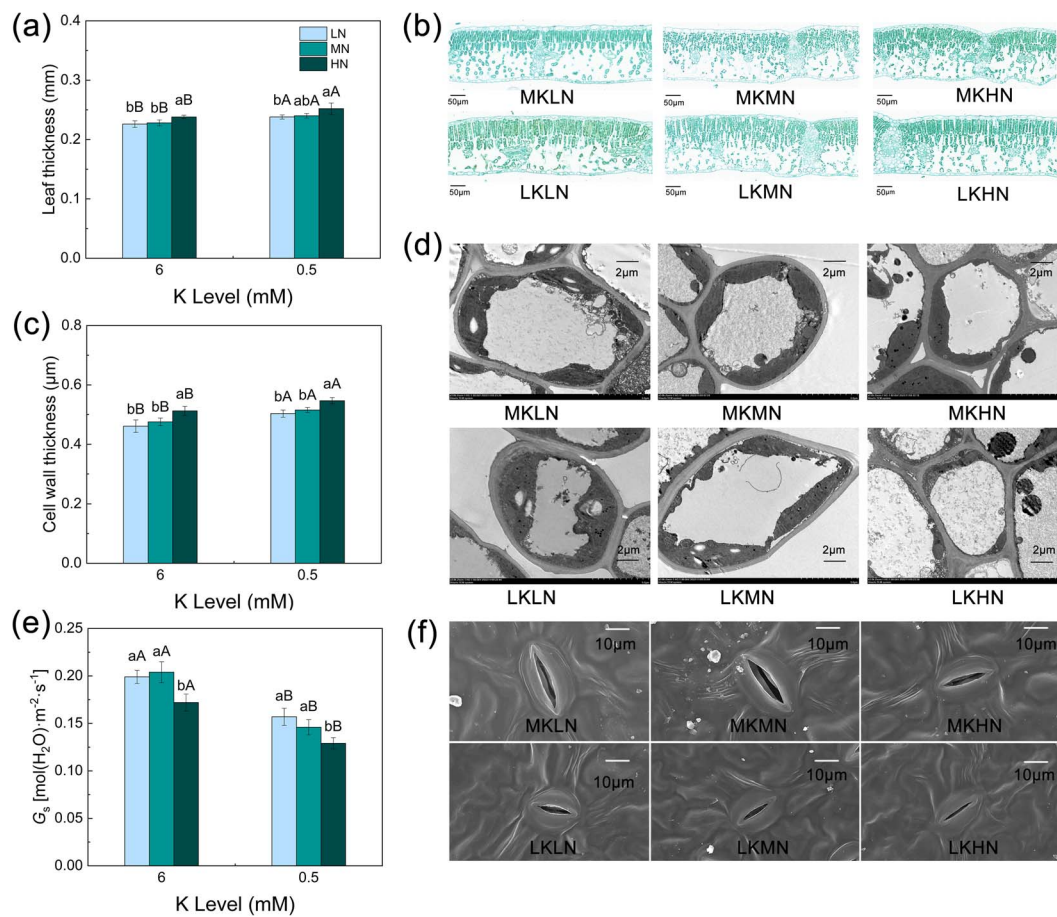 (a)
0.4
0.3
0.2
0.1
0.0
Leaf thickness (mm)
LN
MN
HN
bB bB aB
bA abA aA
6 0.5
K Level (mM)
(b)
50μm 50μm 50μm
MKLN MKMN MKHN
50μm 50μm 50μm
LKLN LKMN LKHN
(c)
0.8
0.6
0.4
0.2
0.0
Cell wall thickness (μm)
bB bB aB
bA bA aA
6 0.5
K Level (mM)
(d)
2μm 2μm 2μm
MKLN MKMN MKHN
2μm 2μm 2μm
LKLN LKMN LKHN
(e)
0.25
0.20
0.15
0.10
0.05
0.00
Gs [mol(H₂O)·m⁻²·s⁻¹]
aA aA bA
aB aB bB
6 0.5
K Level (mM)
(f)
10μm 10μm 10μm
MKLN MKMN MKHN
10μm 10μm 10μm
LKLN LKMN LKHN